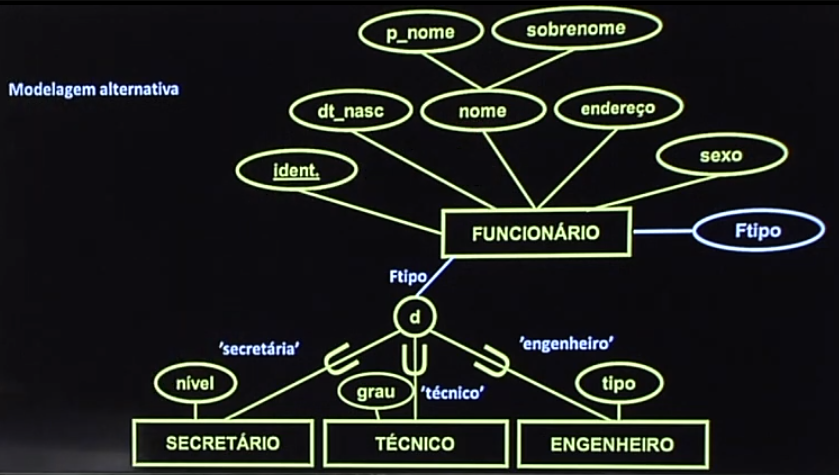 p_nome
sobrenome
Modelagem alternativa
dt_nasc
nome
endereço
ident.
sexo
FUNCIONÁRIO
Ftipo
Ftipo
d
'secretária'
'engenheiro'
nível
grau
'técnico'
tipo
SECRETÁRIO
TÉCNICO
ENGENHEIRO